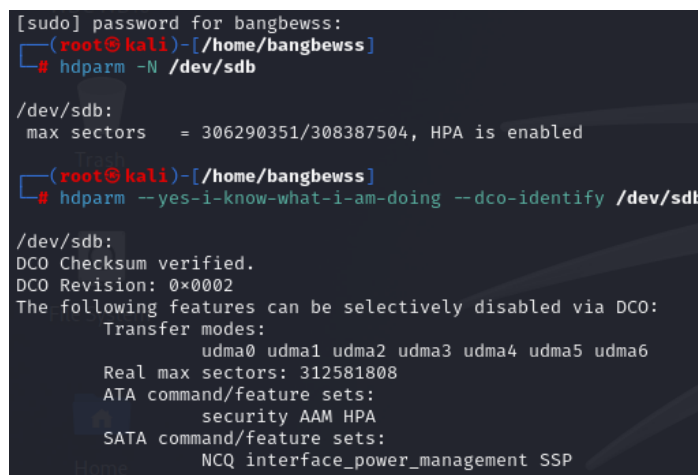 [sudo] password for bangbewss:
┌──(root㉿kali)-[/home/bangbewss]
└─# hdparm -N /dev/sdb
/dev/sdb:
max sectors   = 306290351/308387504, HPA is enabled
Trash
┌──(root㉿kali)-[/home/bangbewss]
└─# hdparm --yes-i-know-what-i-am-doing --dco-identify /dev/sdb
/dev/sdb:
DCO Checksum verified.
DCO Revision: 0x0002
The following features can be selectively disabled via DCO:
Transfer modes:
udma0 udma1 udma2 udma3 udma4 udma5 udma6
Real max sectors: 312581808
ATA command/feature sets:
security AAM HPA
SATA command/feature sets:
NCQ interface_power_management SSP
Home